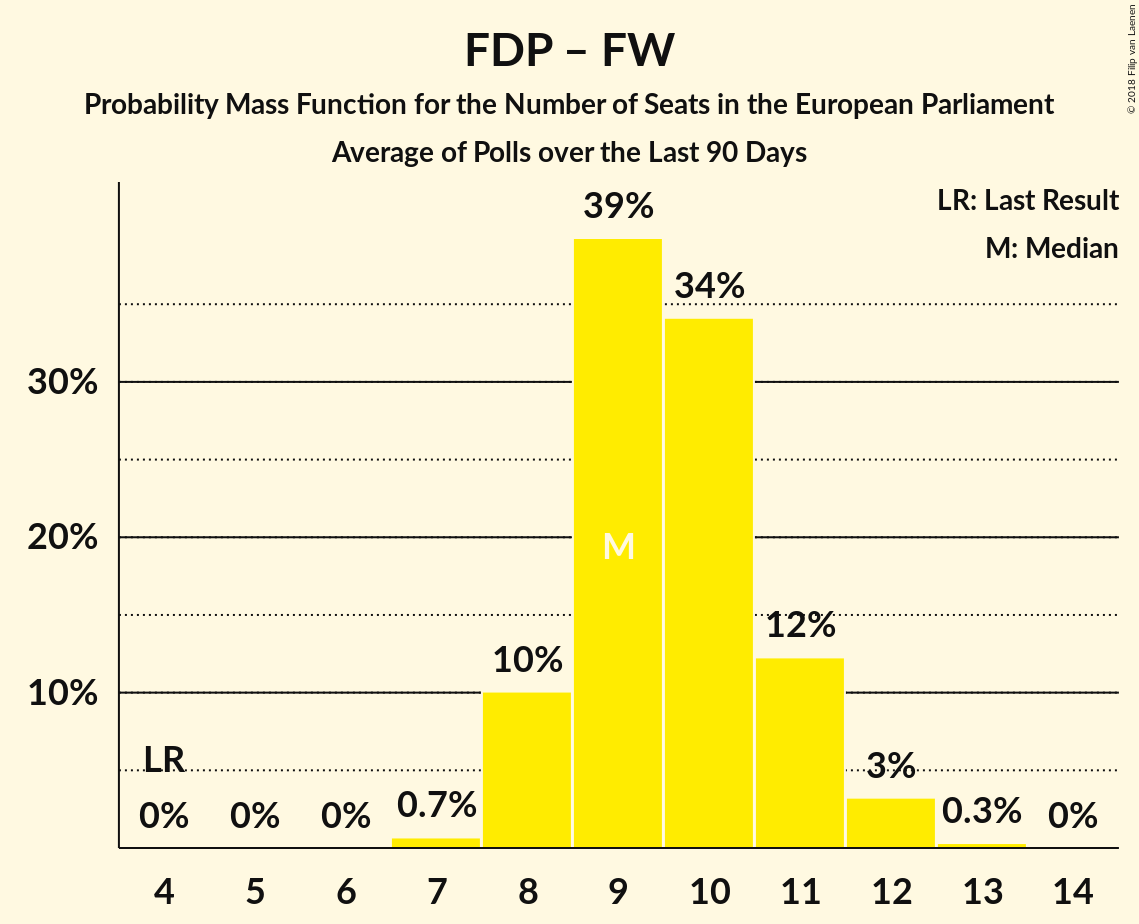 FDP – FW
Probability Mass Function for the Number of Seats in the European Parliament
Average of Polls over the Last 90 Days
© 2018 Filip van Laenen
LR: Last Result
M: Median
39%
34%
30%
20%
M
12%
10%
10%
LR
3%
0%
0%
0%
0.7%
0.3%
0%
4 5 6 7 8 9 10 11 12 13 14